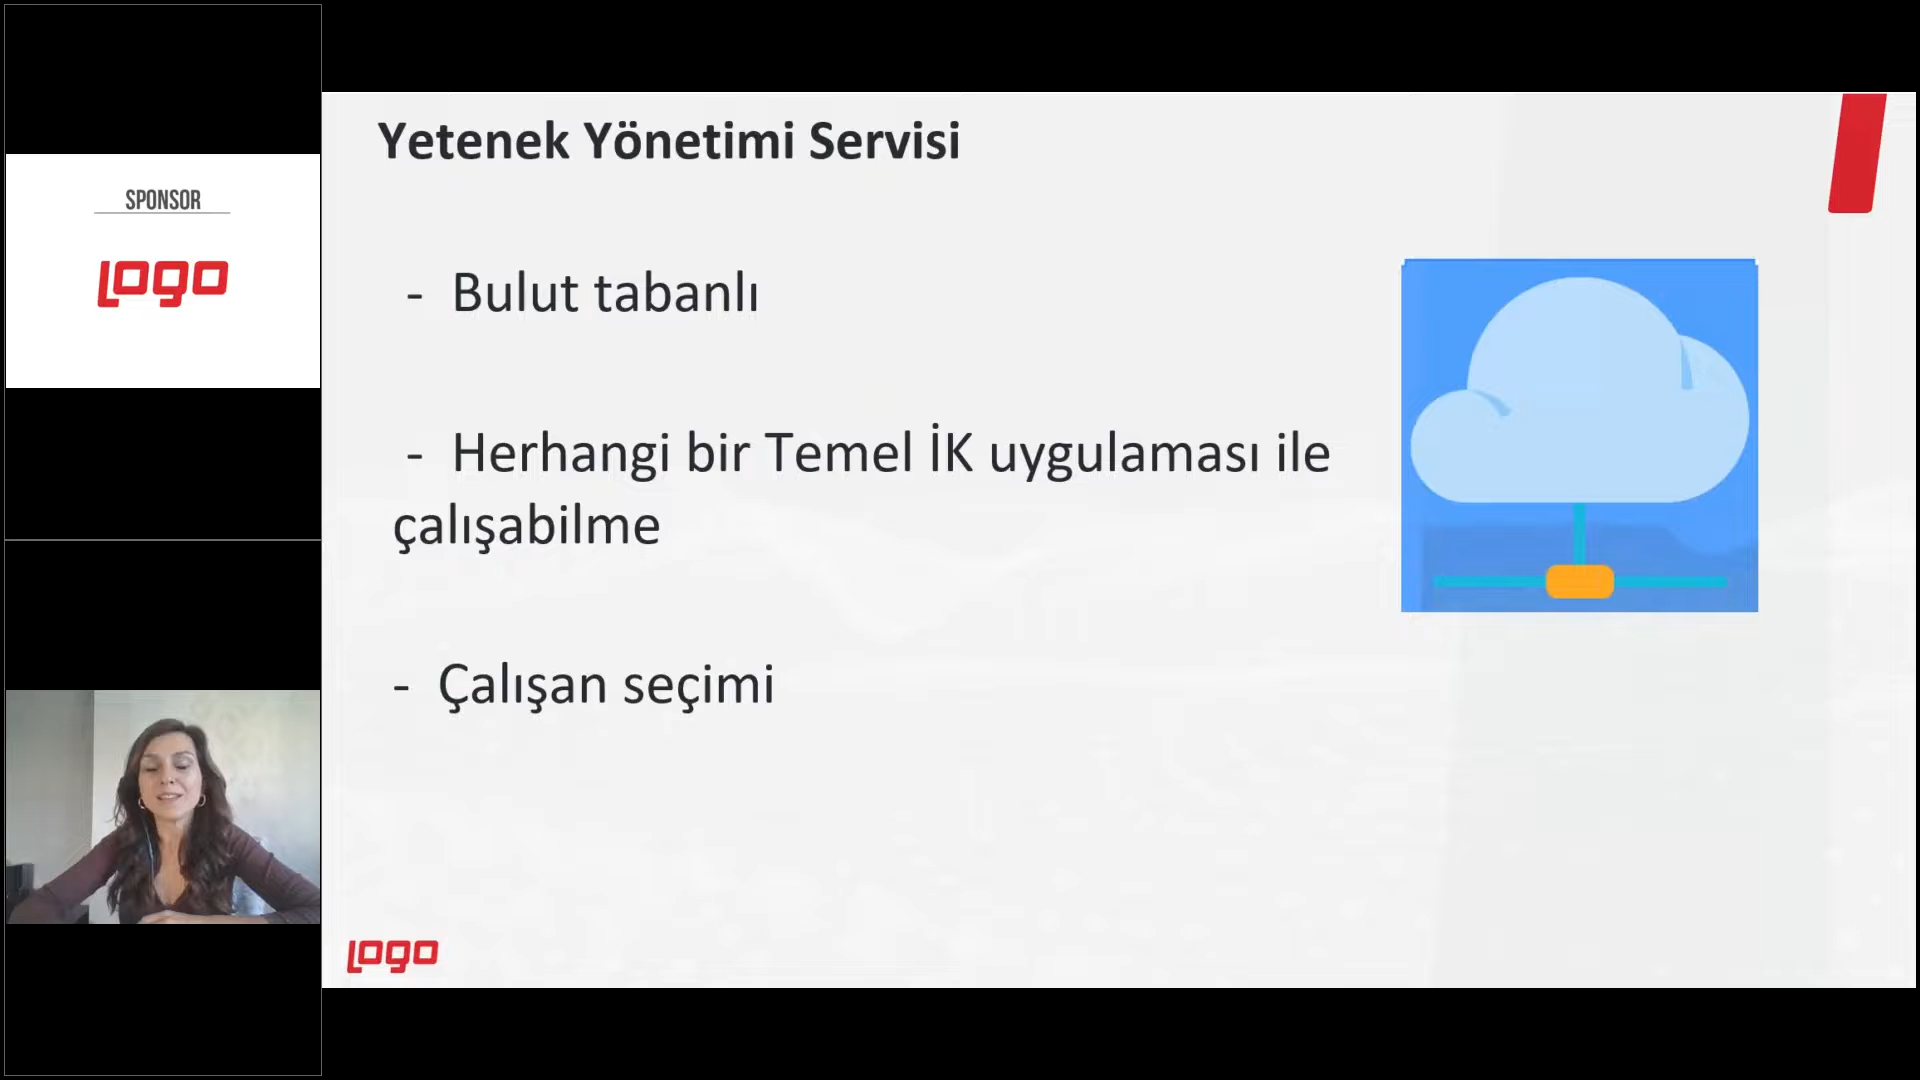 SPONSOR
LOGO
Yetenek Yönetimi Servisi
- Bulut tabanlı
- Herhangi bir Temel İK uygulaması ile
çalışabilme
- Çalışan seçimi
LOGO